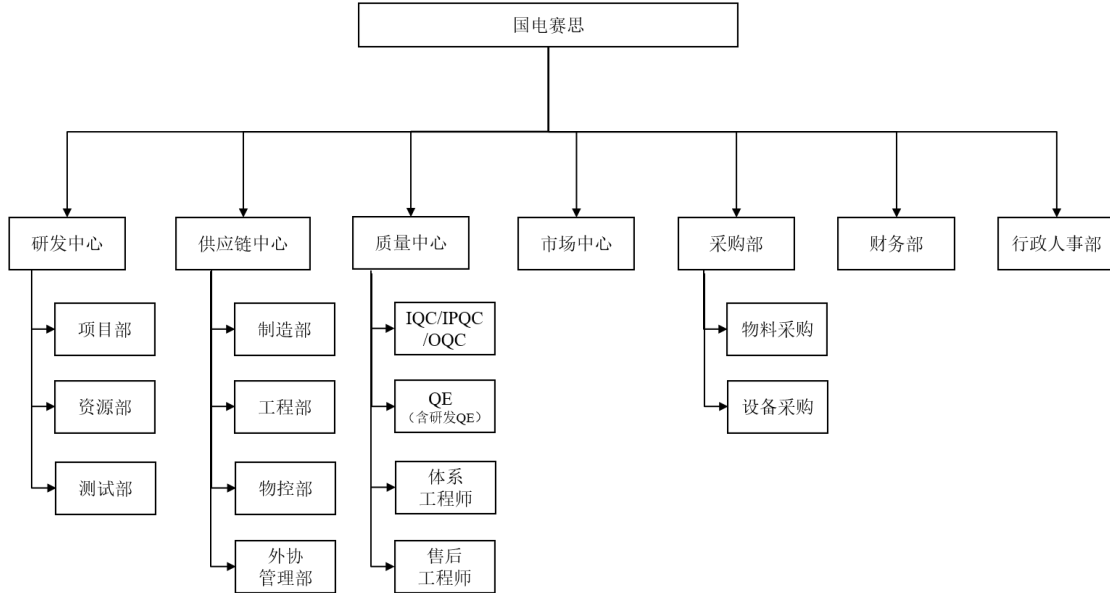 国电赛思
研发中心
供应链中心
质量中心
市场中心
采购部
财务部
行政人事部
项目部
资源部
测试部
制造部
工程部
物控部
外协
管理部
IQC/IPQC
/OQC
QE
（含研发QE）
体系
工程师
售后
工程师
物料采购
设备采购